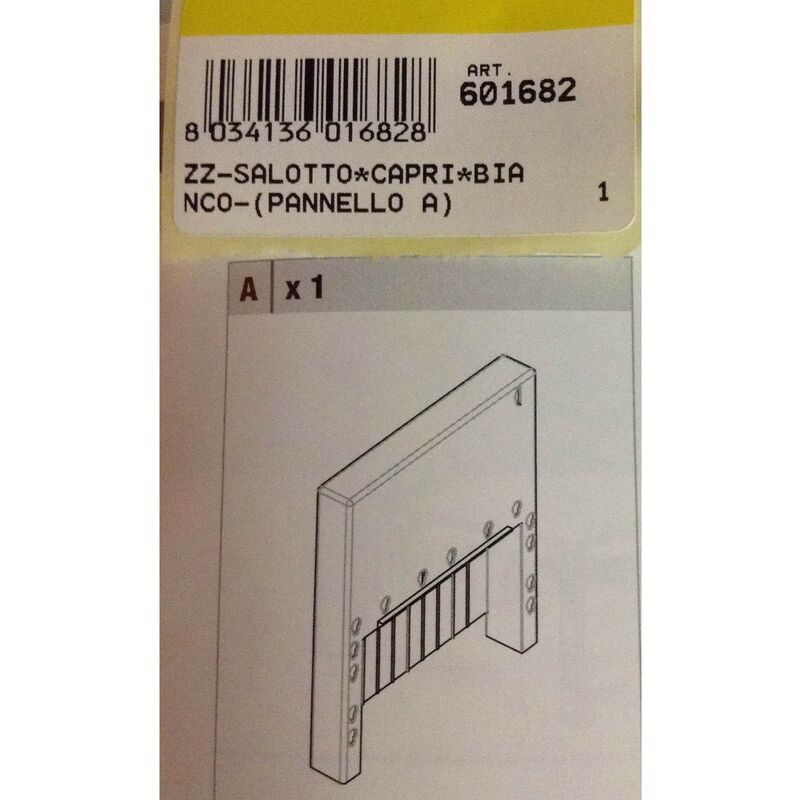 ART.
601682
8 034136 016828
ZZ-SALOTTO*CAPRI*BIA
NCO-(PANNELLO A)
1
A x 1